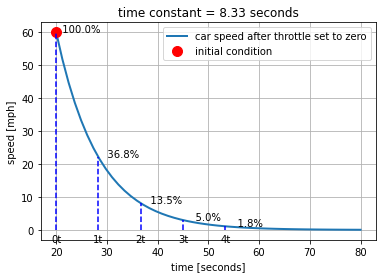 time constant = 8.33 seconds
car speed after throttle set to zero
initial condition
100.0%
36.8%
13.5%
5.0%
1.8%
0t 1t 2t 3t 4t
speed [mph]
60
50
40
30
20
10
0
20 30 40 50 60 70 80
time [seconds]